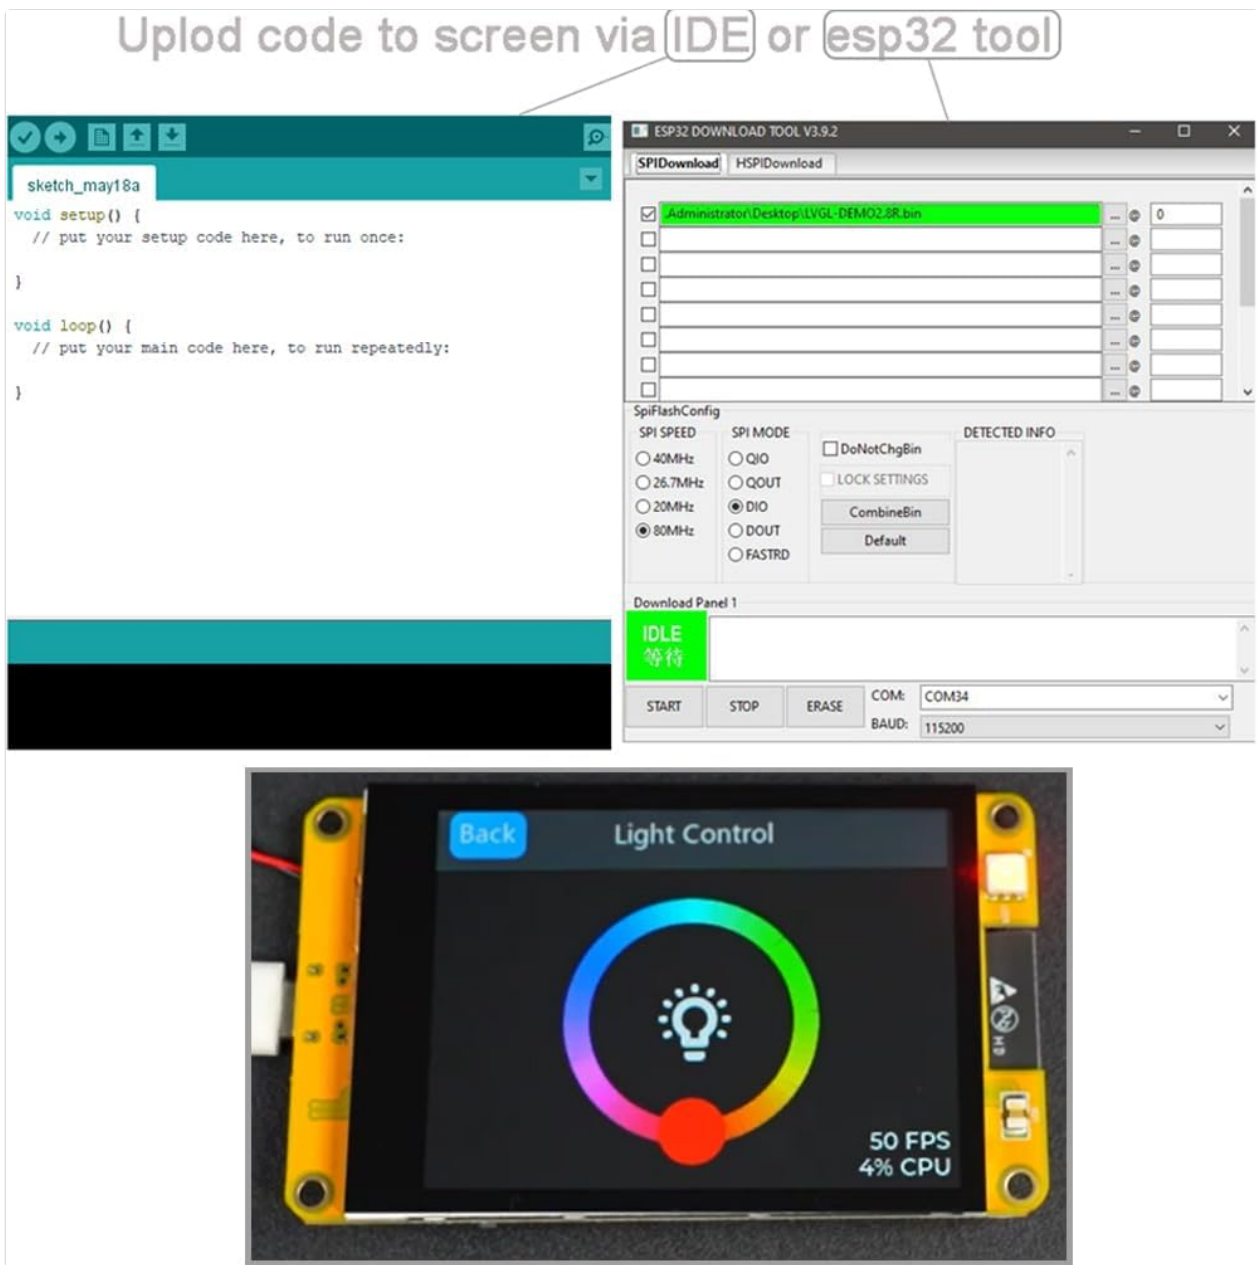 Uplod code to screen via IDE or esp32 tool
sketch_may18a
void setup() {
// put your setup code here, to run once:
}
void loop() {
// put your main code here, to run repeatedly:
}
ESP32 DOWNLOAD TOOL V3.9.2
SPIDownload HSPIDownload
.Administrator\Desktop\LVGL-DEMO2.8R.bin ... @ 0
... @
... @
... @
... @
... @
... @
... @
SpiFlashConfig
SPI SPEED
40MHz
26.7MHz
20MHz
80MHz
SPI MODE
QIO
QOUT
DIO
DOUT
FASTRD
DoNotChgBin
LOCK SETTINGS
CombineBin
Default
DETECTED INFO
Download Panel 1
IDLE
等待
START STOP ERASE
COM: COM34
BAUD: 115200
Back Light Control
50 FPS
4% CPU